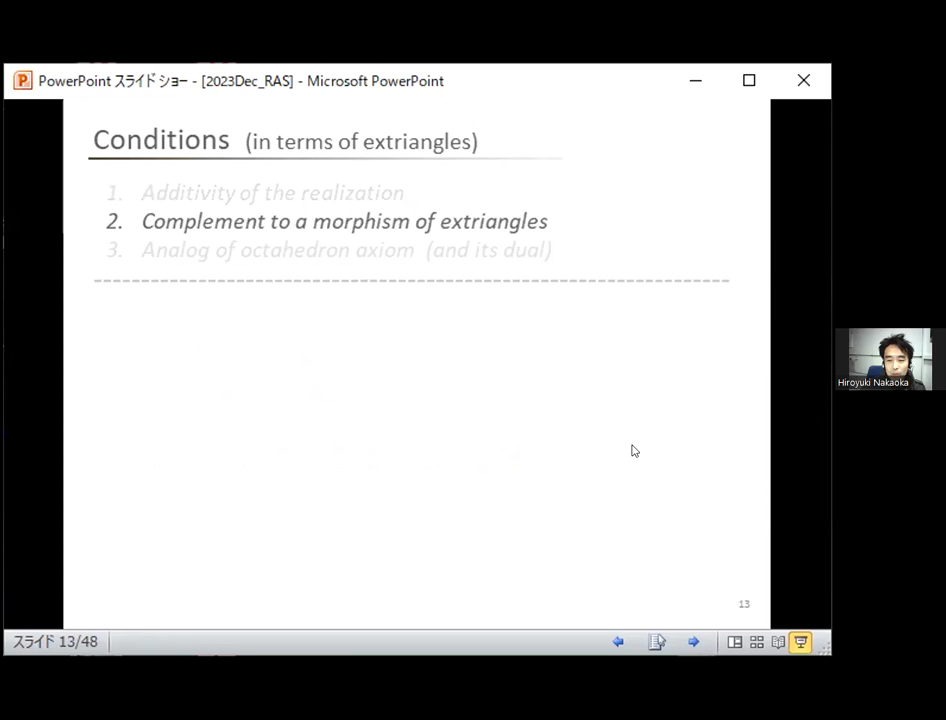 PowerPoint スライド ショー - [2023Dec_RAS] - Microsoft PowerPoint
Conditions (in terms of extriangles)
1. Additivity of the realization
2. Complement to a morphism of extriangles
3. Analog of octahedron axiom (and its dual)
Hiroyuki Nakaoka
13
スライド 13/48